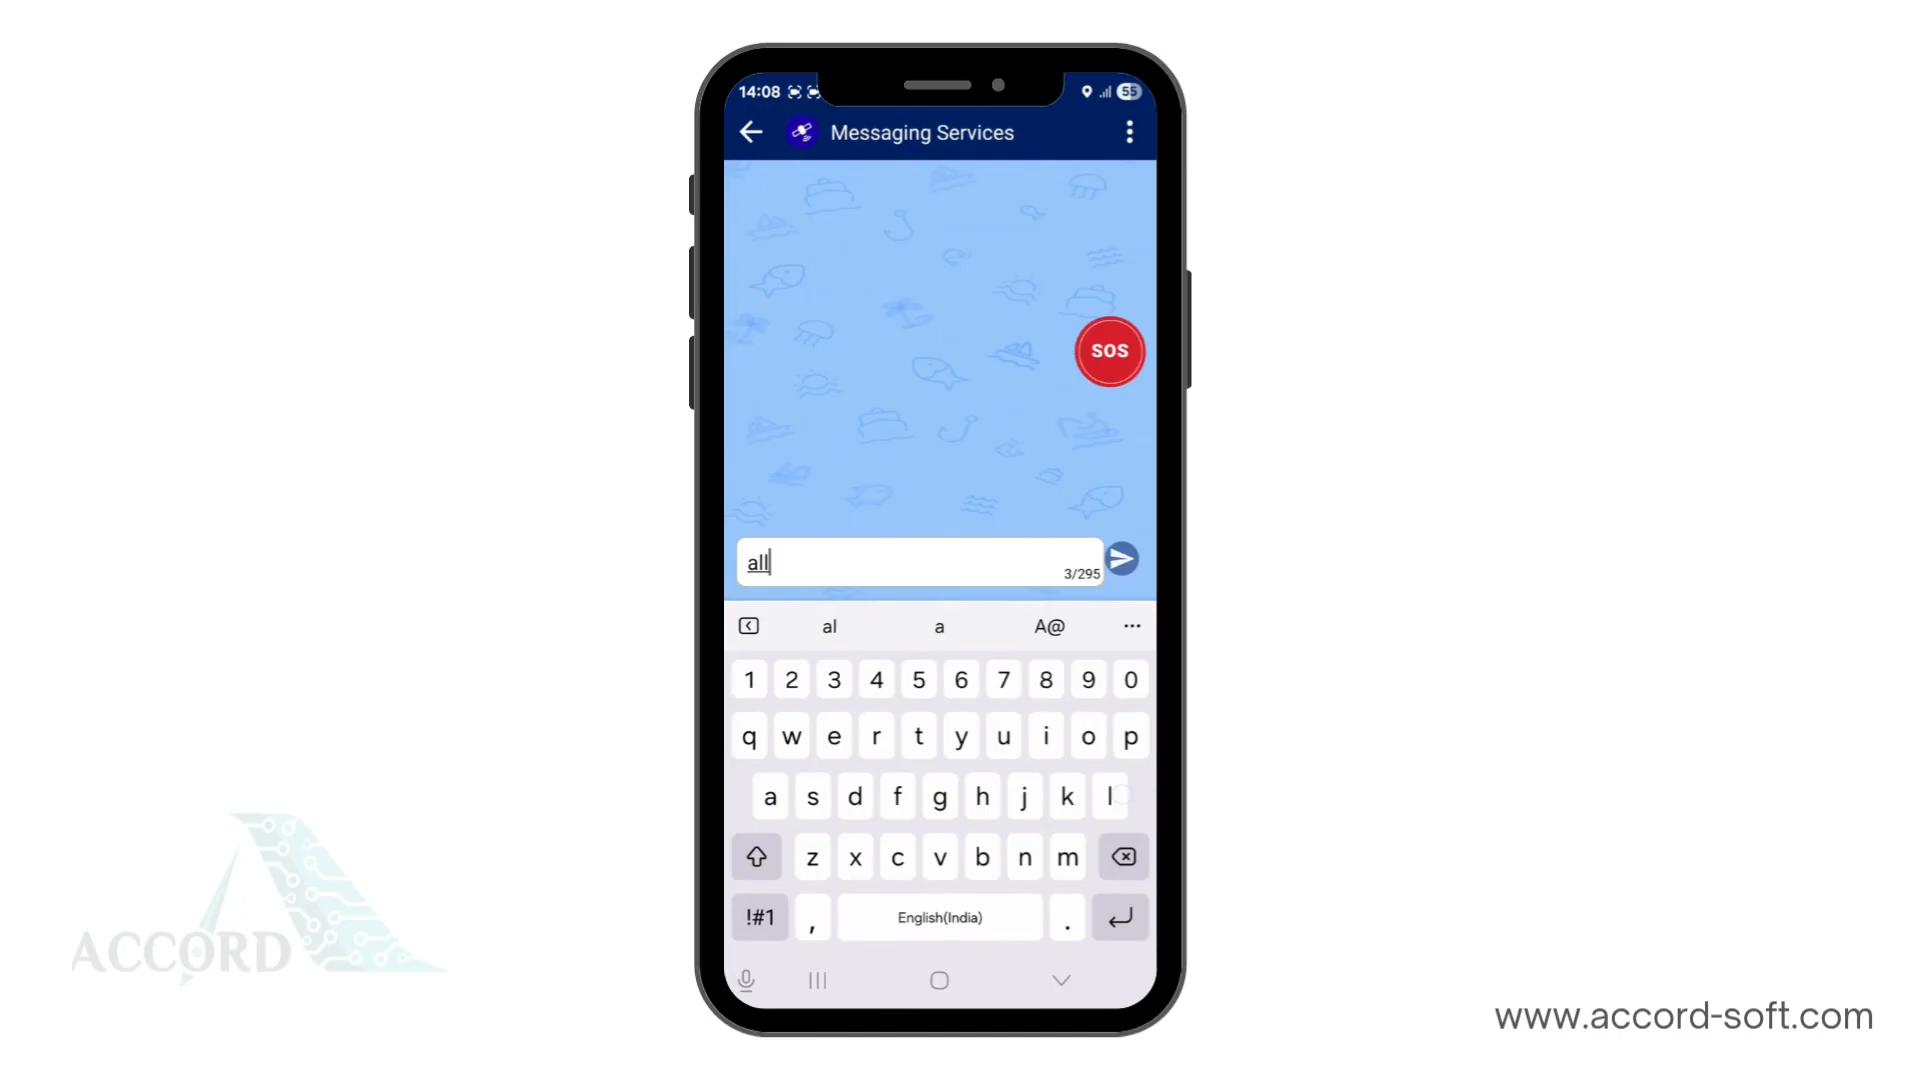 14:08
55
Messaging Services
SOS
all
3/295
al a A@ ...
1 2 3 4 5 6 7 8 9 0
q w e r t y u i o p
a s d f g h j k l
z x c v b n m
!#1 , English(India) .
ACCORD
www.accord-soft.com